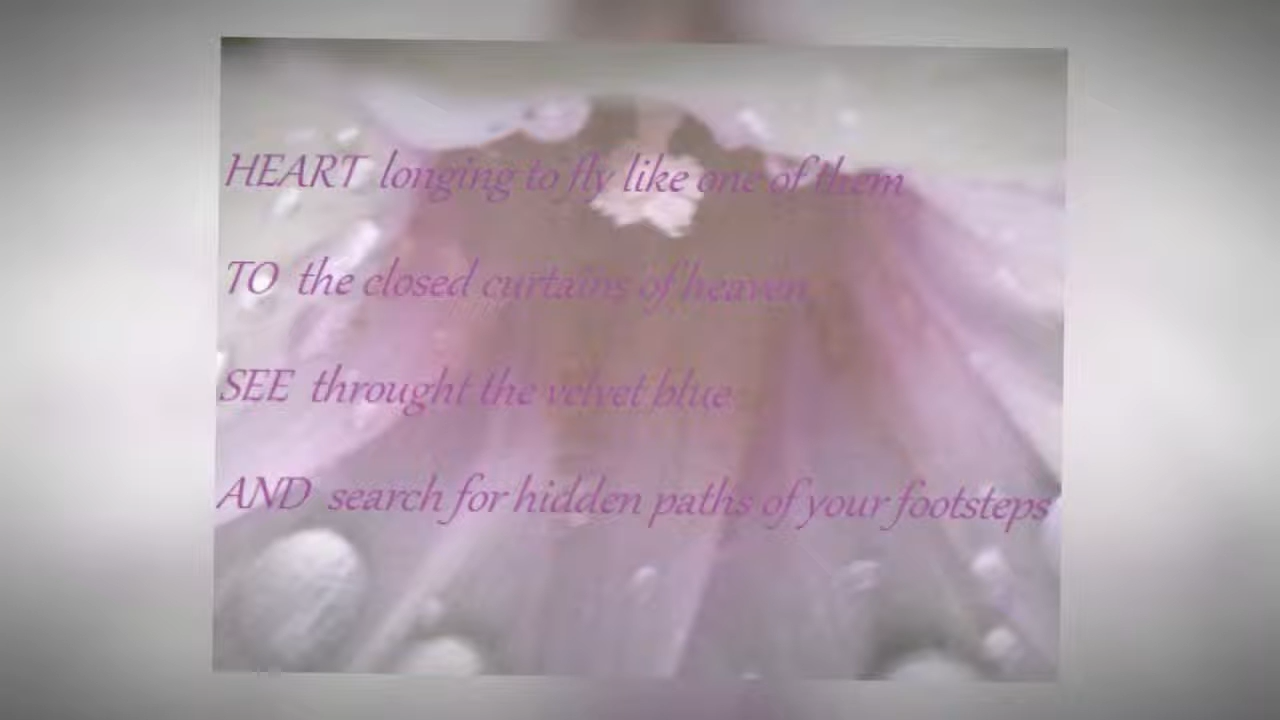 HEART longing to fly like one of them
TO the closed curtains of heaven
SEE throught the velvet blue
AND search for hidden paths of your footsteps